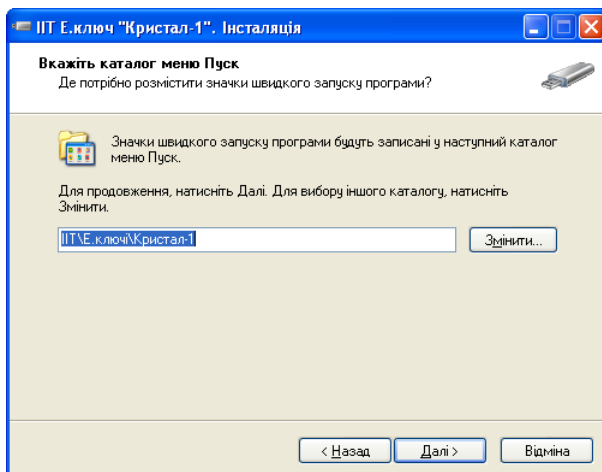 ІІТ Е.ключ "Кристал-1". Інсталяція
Вкажіть каталог меню Пуск
Де потрібно розмістити значки швидкого запуску програми?
Значки швидкого запуску програми будуть записані у наступний каталог
меню Пуск.
Для продовження, натисніть Далі. Для вибору іншого каталогу, натисніть
Змінити.
ІІТ\Е.ключі\Кристал-1
Змінити...
< Назад
Далі >
Відміна